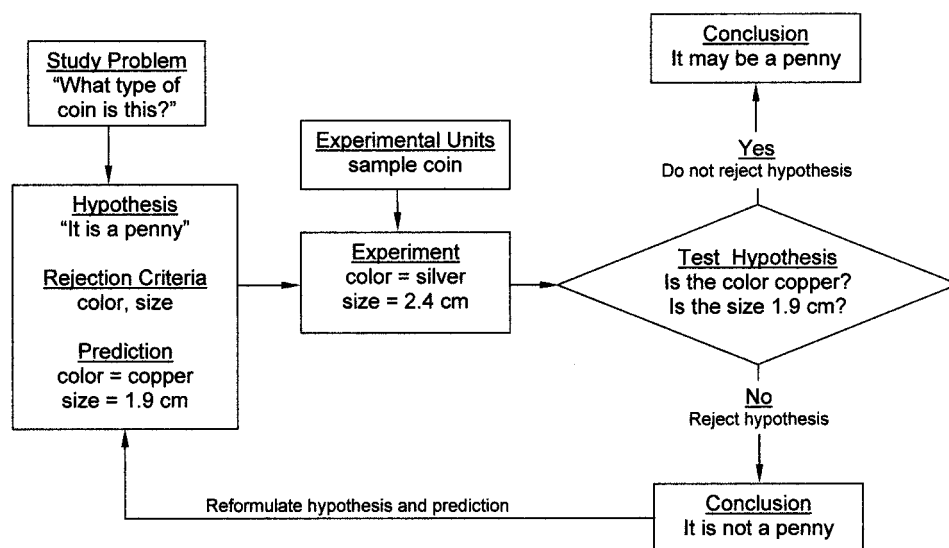 Study Problem
“What type of
coin is this?”
Hypothesis
“It is a penny”
Rejection Criteria
color, size
Prediction
color = copper
size = 1.9 cm
Experimental Units
sample coin
Experiment
color = silver
size = 2.4 cm
Test Hypothesis
Is the color copper?
Is the size 1.9 cm?
Yes
Do not reject hypothesis
Conclusion
It may be a penny
No
Reject hypothesis
Conclusion
It is not a penny
Reformulate hypothesis and prediction